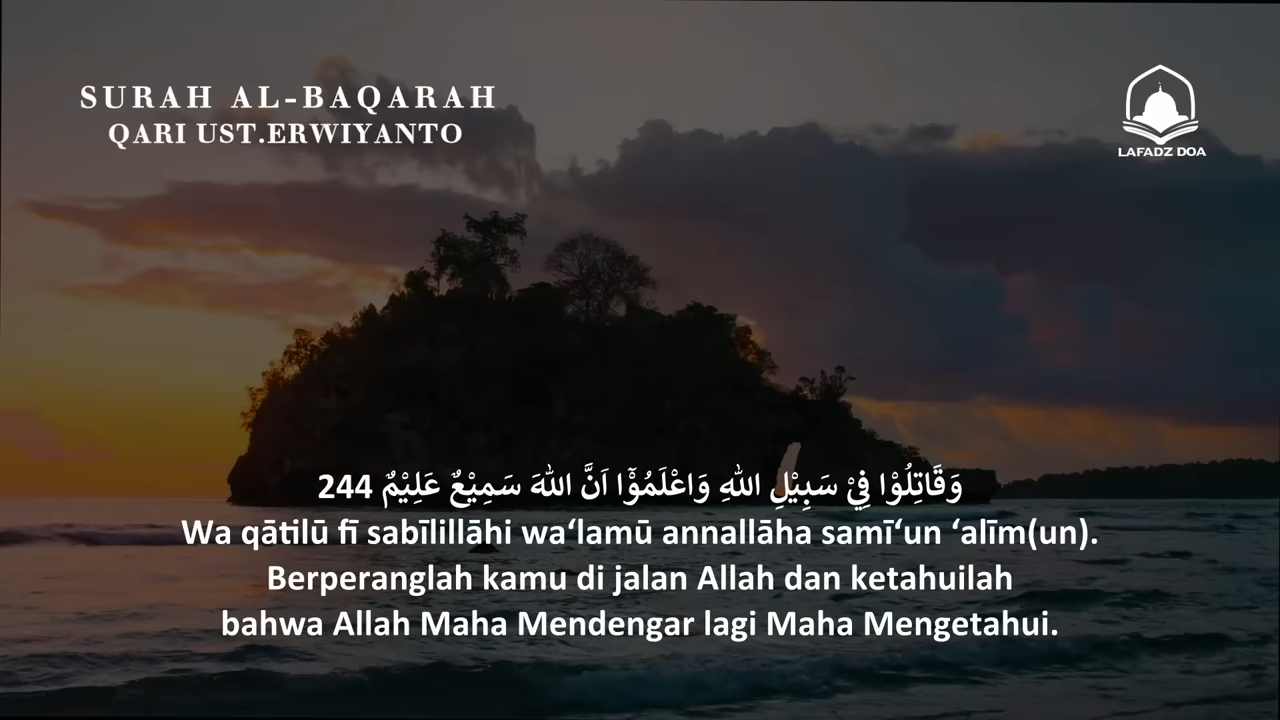 SURAH AL-BAQARAH
QARI UST.ERWIYANTO
LAFADZ DOA
وَقَاتِلُوْا فِيْ سَبِيْلِ اللّٰهِ وَاعْلَمُوْٓا اَنَّ اللّٰهَ سَمِيْعٌ عَلِيْمٌ 244
Wa qātilū fī sabīlillāhi wa‘lamū annallāha samī‘un ‘alīm(un).
Berperanglah kamu di jalan Allah dan ketahuilah
bahwa Allah Maha Mendengar lagi Maha Mengetahui.